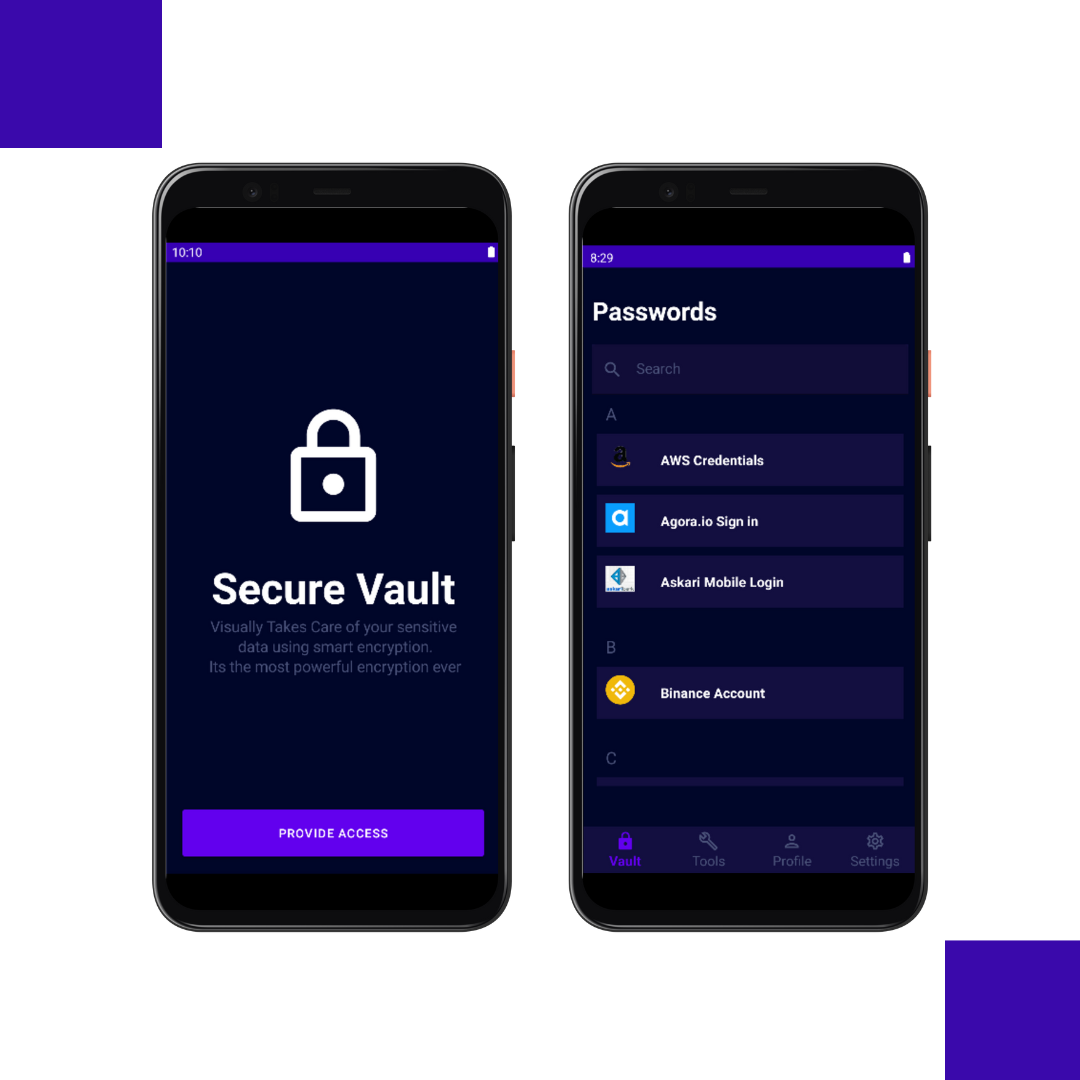 10:10
Secure Vault
Visually Takes Care of your sensitive
data using smart encryption.
Its the most powerful encryption ever
PROVIDE ACCESS
8:29
Passwords
Search
A
AWS Credentials
Agora.io Sign in
Askari Mobile Login
B
Binance Account
C
Vault Tools Profile Settings